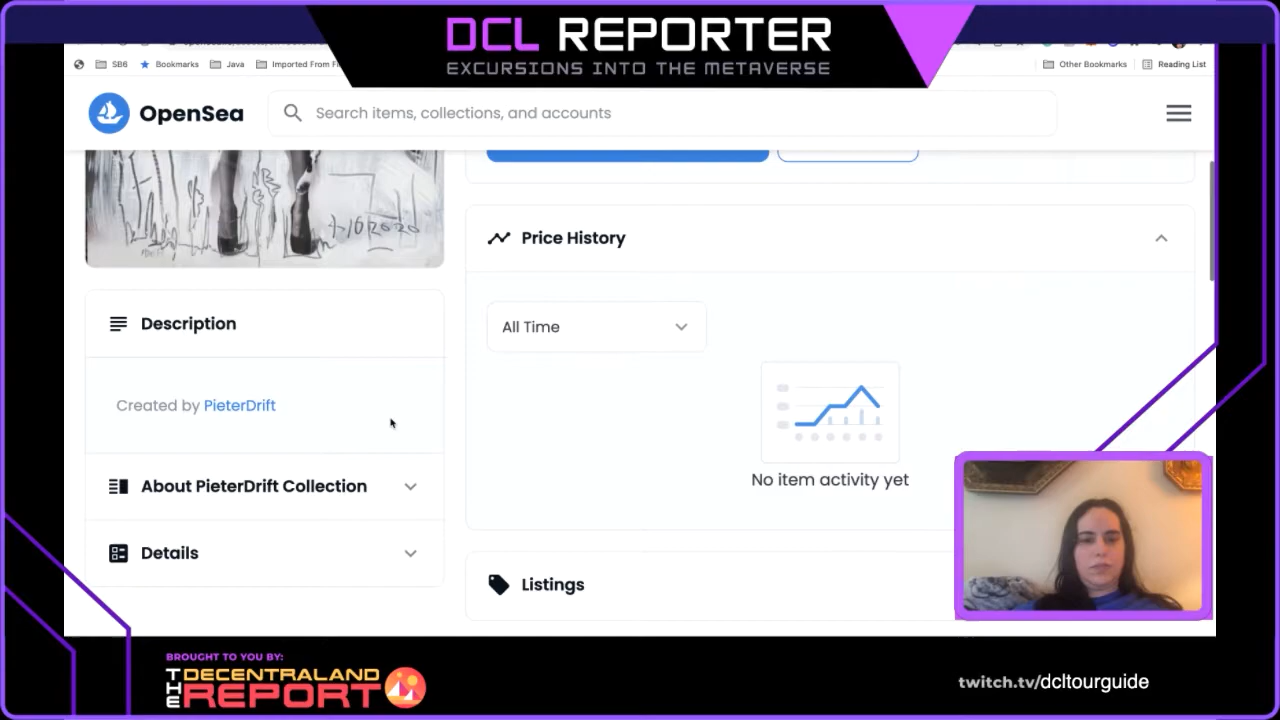 DCL REPORTER
EXCURSIONS INTO THE METAVERSE
SB6
Bookmarks
Java
Imported From Fi
Other Bookmarks
Reading List
OpenSea
Search items, collections, and accounts
Price History
All Time
No item activity yet
Description
Created by PieterDrift
About PieterDrift Collection
Details
Listings
BROUGHT TO YOU BY:
THE DECENTRALAND
REPORT
twitch.tv/dcltourguide